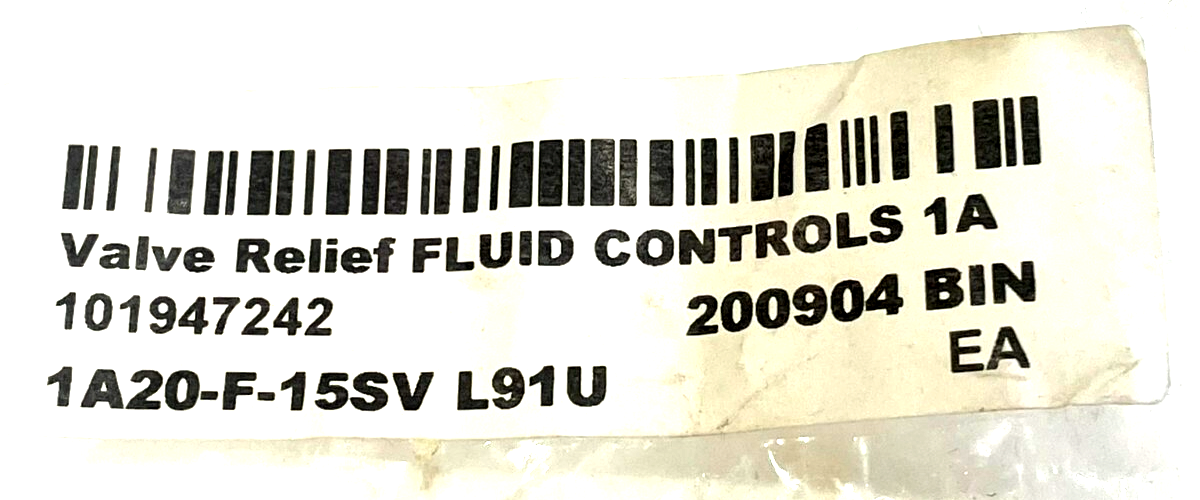 Valve Relief FLUID CONTROLS 1A
101947242 200904 BIN
EA
1A20-F-15SV L91U